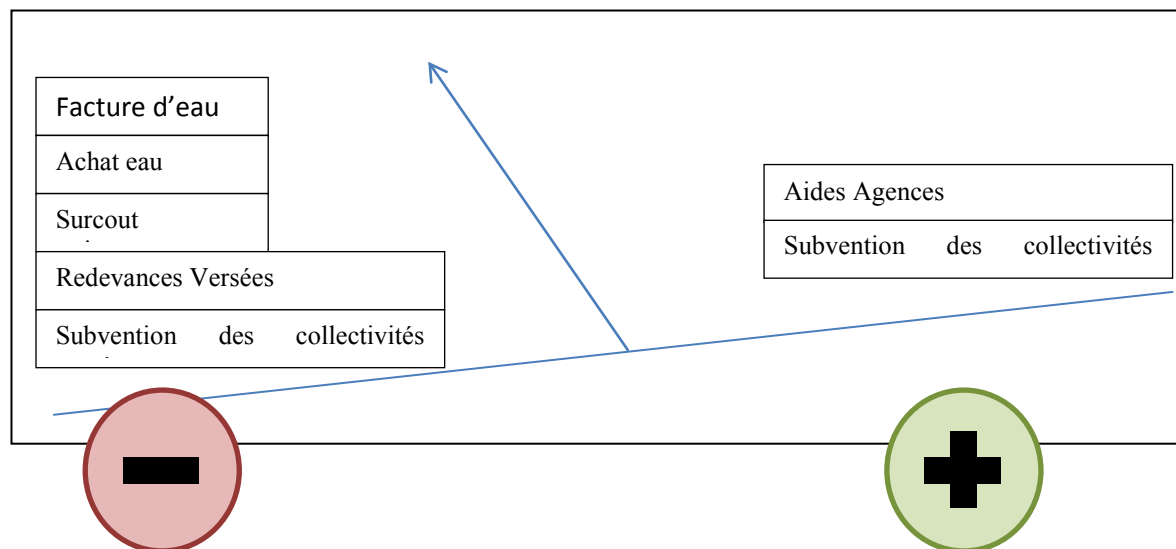 Facture d'eau
Achat eau
Surcout
Redevances Versées
Subvention des collectivités
Aides Agences
Subvention des collectivités